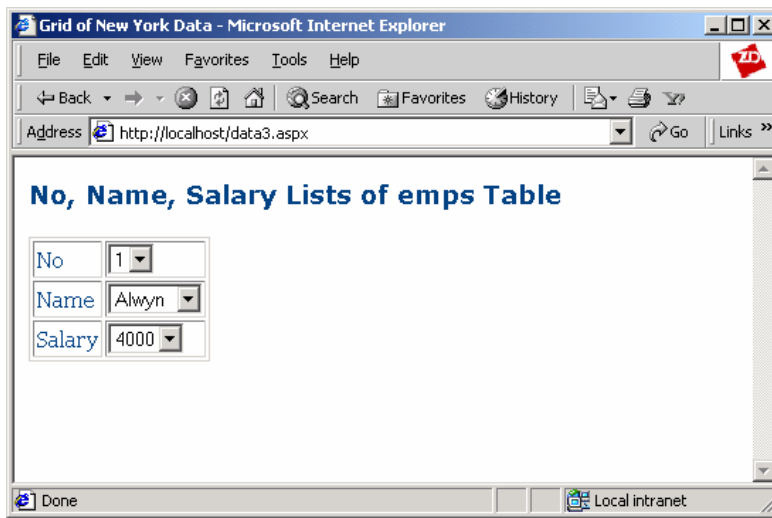 Grid of New York Data - Microsoft Internet Explorer
File Edit View Favorites Tools Help
ZD
Back Search Favorites History
Address http://localhost/data3.aspx Go Links »
No, Name, Salary Lists of emps Table
No 1
Name Alwyn
Salary 4000
Done Local intranet